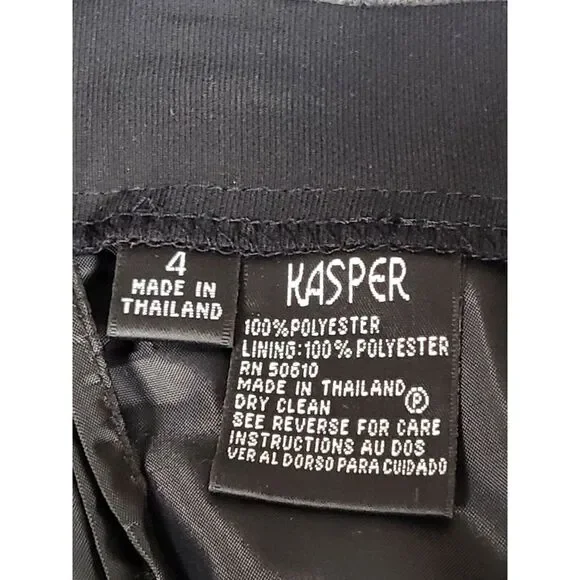 4
MADE IN
THAILAND
KASPER
100% POLYESTER
LINING: 100% POLYESTER
RN 50610
MADE IN THAILAND
DRY CLEAN Ⓟ
SEE REVERSE FOR CARE
INSTRUCTIONS AU DOS
VER AL DORSO PARA CUIDADO